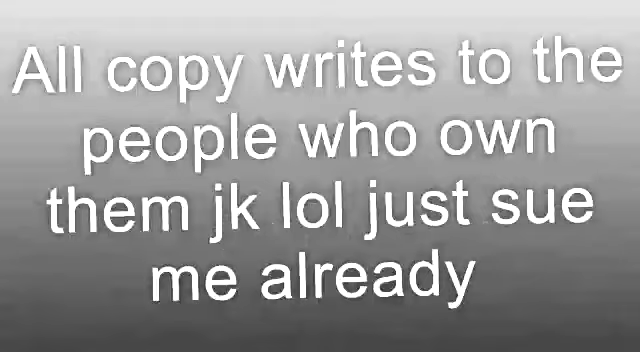 All copy writes to the
people who own
them jk lol just sue
me already